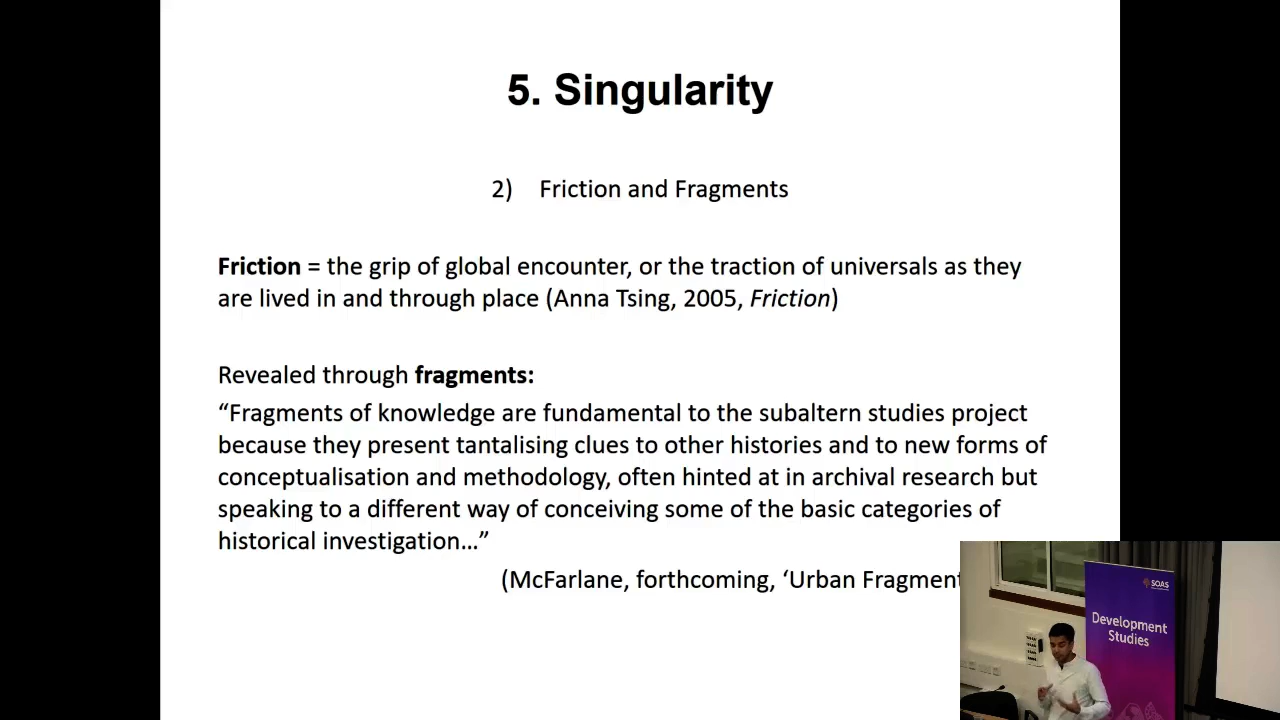 5. Singularity
2) Friction and Fragments
Friction = the grip of global encounter, or the traction of universals as they
are lived in and through place (Anna Tsing, 2005, Friction)
Revealed through fragments:
“Fragments of knowledge are fundamental to the subaltern studies project
because they present tantalising clues to other histories and to new forms of
conceptualisation and methodology, often hinted at in archival research but
speaking to a different way of conceiving some of the basic categories of
historical investigation…”
(McFarlane, forthcoming, ‘Urban Fragment
SOAS
Development
Studies